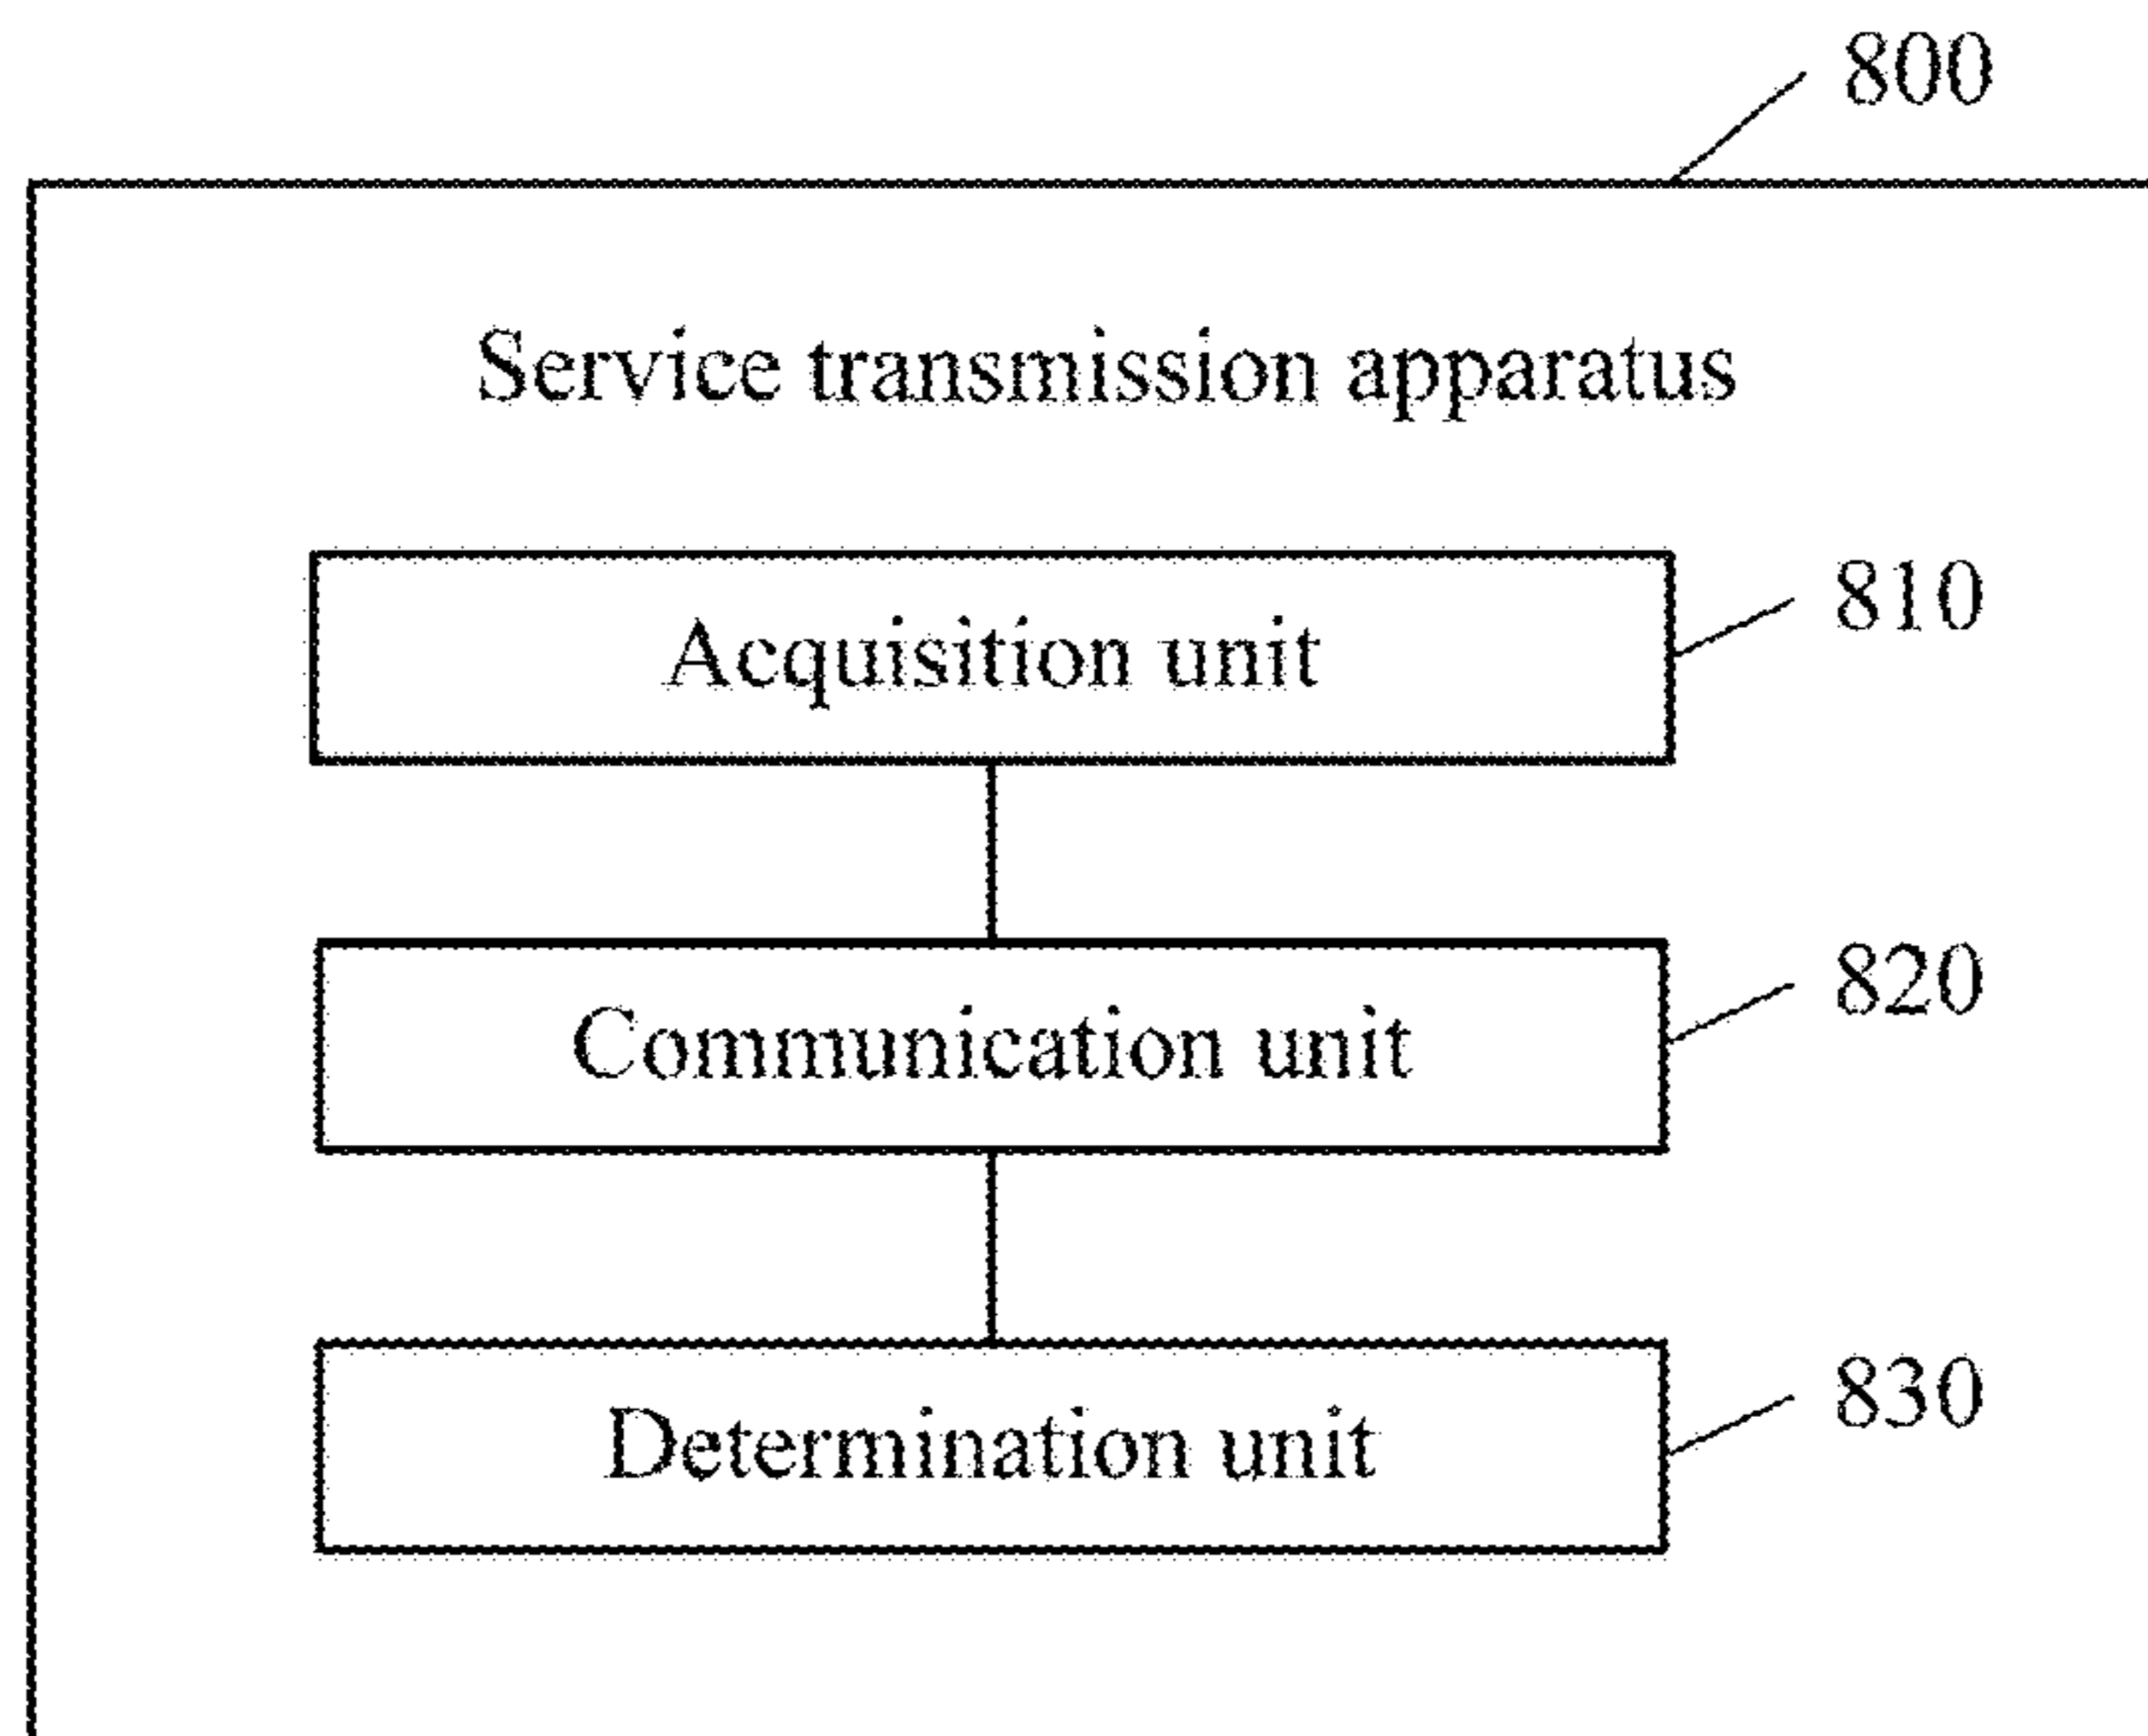 800
Service transmission apparatus
Acquisition unit
810
Communication unit
820
Determination unit
830